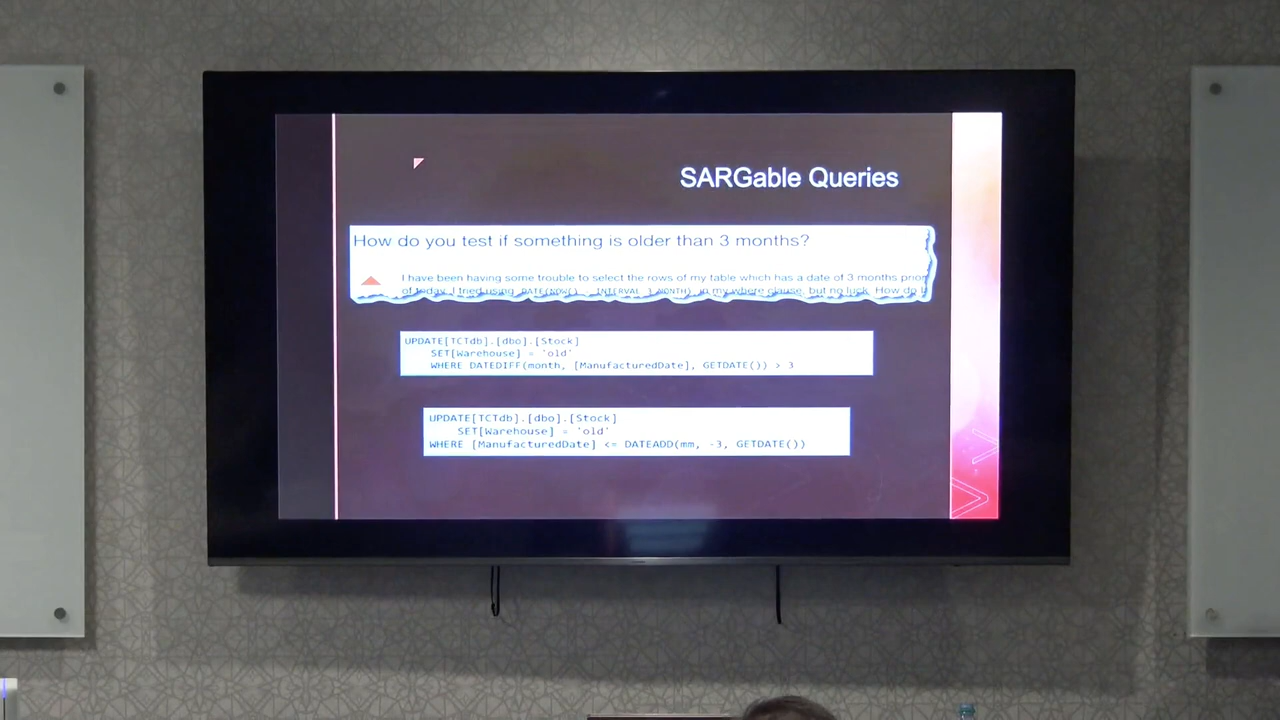 SARGable Queries
How do you test if something is older than 3 months?
I have been having some trouble to select the rows of my table which has a date of 3 months prior
of today. I tried using DATE(NOW() - INTERVAL 3 MONTH) in my where clause, but no luck. How do I
UPDATE[TCTdb].[dbo].[Stock]
SET[Warehouse] = 'old'
WHERE DATEDIFF(month, [ManufacturedDate], GETDATE()) > 3
UPDATE[TCTdb].[dbo].[Stock]
SET[Warehouse] = 'old'
WHERE [ManufacturedDate] <= DATEADD(mm, -3, GETDATE())